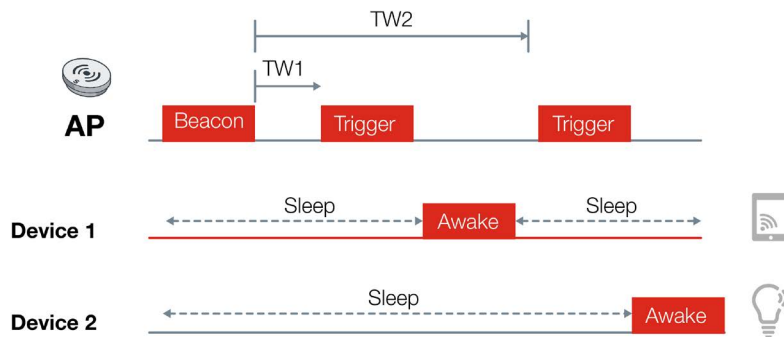 TW2
TW1
AP
Beacon
Trigger
Trigger
Device 1
Sleep
Awake
Sleep
Device 2
Sleep
Awake